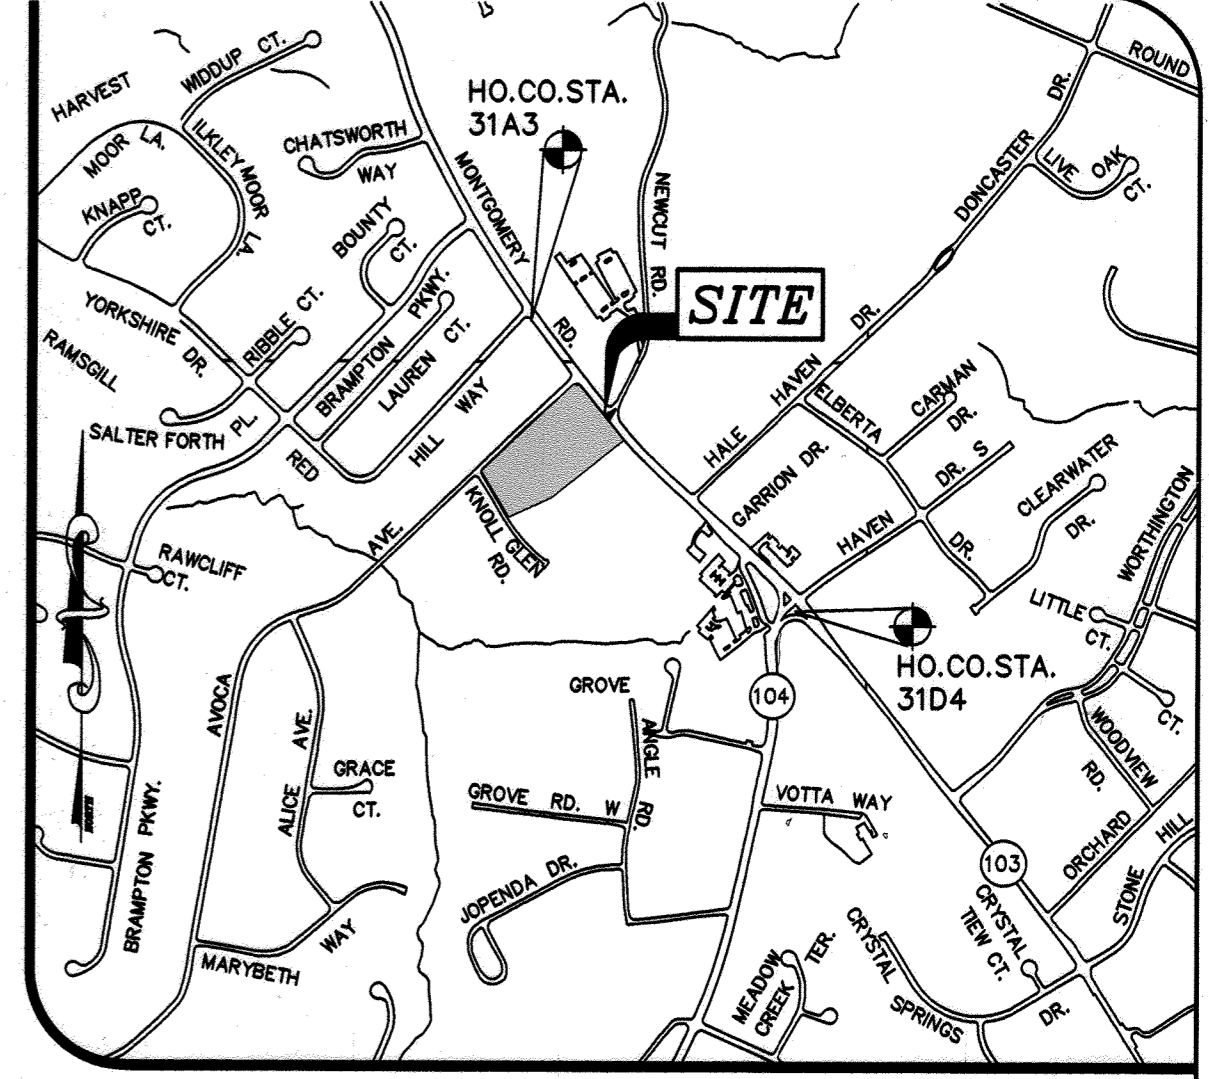 HARVEST
WIDDUP CT.
MOOR LA.
ILKLEY MOOR LA.
KNAPP CT.
CHATSWORTH
WAY
HO.CO.STA.
31A3
MONTGOMERY
RD.
NEWCUT RD.
ROUND
DR.
DONCASTER
LIVE OAK
CT.
BOUNTY
CT.
YORKSHIRE DR.
RAMSGILL
RIBBLE CT.
BRAMPTON PKWY.
LAUREN CT.
SITE
DR.
HAVEN
HALE
ELBERTA
CARMAN
DR.
SALTER FORTH PL.
RED
HILL WAY
GARRION DR.
DR. S
CLEARWATER
DR.
WORTHINGTON
KNOLL GLEN
RD.
AVE.
HAVEN
DR.
RAWCLIFF
CT.
LITTLE
CT.
HO.CO.STA.
31D4
NORTH
AVOCA
GROVE
ANGLE
RD.
104
WOODVIEW
RD.
CT.
ALICE AVE.
GRACE
CT.
GROVE RD. W
VOTTA WAY
BRAMPTON PKWY.
103
ORCHARD
STONE HILL
JOPENDA DR.
CRYSTAL
TIEW CT.
MARYBETH
WAY
MEADOW
CREEK
TER.
CRYSTAL
SPRINGS
DR.